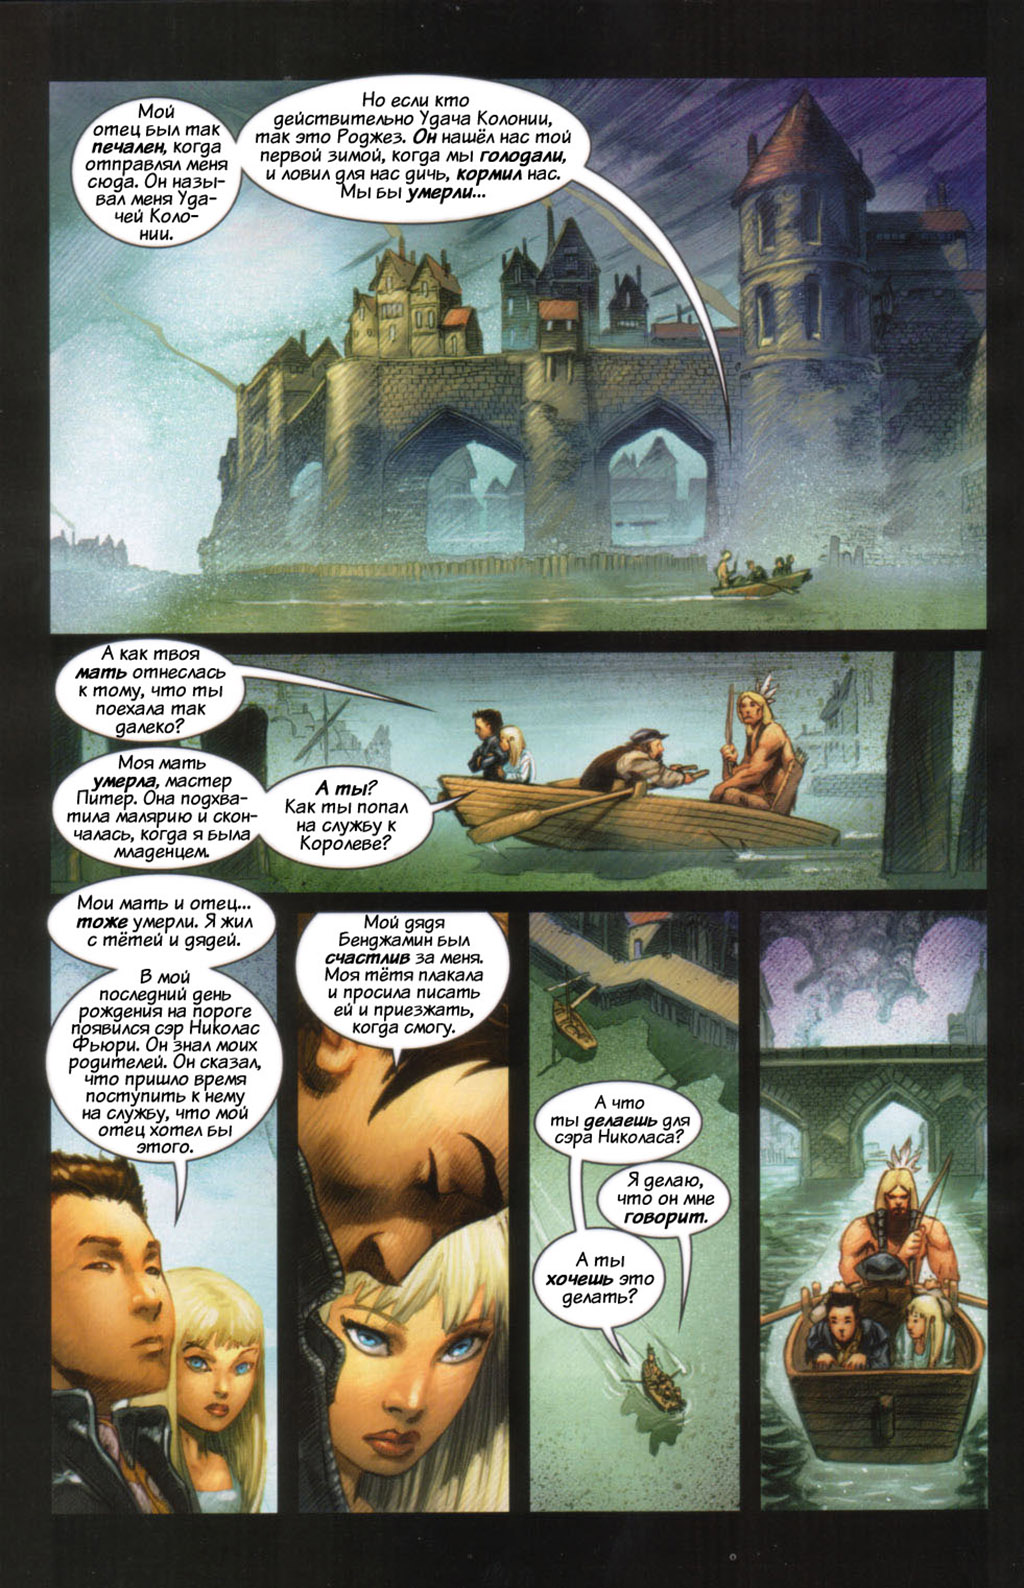 Мой
отец был так
печален, когда
отправлял меня
сюда. Он назы-
вал меня Уда-
чей Коло-
нии.
Но если кто
действительно Удача Колонии,
так это Роджез. Он нашёл нас той
первой зимой, когда мы голодали,
и ловил для нас дичь, кормил нас.
Мы бы умерли...
А как твоя
мать отнеслась
к тому, что ты
поехала так
далеко?
Моя мать
умерла, мастер
Питер. Она подхва-
тила малярию и скон-
чалась, когда я была
младенцем.
А ты?
Как ты попал
на службу к
Королеве?
Мои мать и отец...
тоже умерли. Я жил
с тётей и дядей.
В мой
последний день
рождения на пороге
появился сэр Николас
Фьюри. Он знал моих
родителей. Он сказал,
что пришло время
поступить к нему
на службу, что мой
отец хотел бы
этого.
Мой дядя
Бенджамин был
счастлив за меня.
Моя тётя плакала
и просила писать
ей и приезжать,
когда смогу.
А что
ты делаешь для
сэра Николаса?
Я делаю,
что он мне
говорит.
А ты
хочешь это
делать?